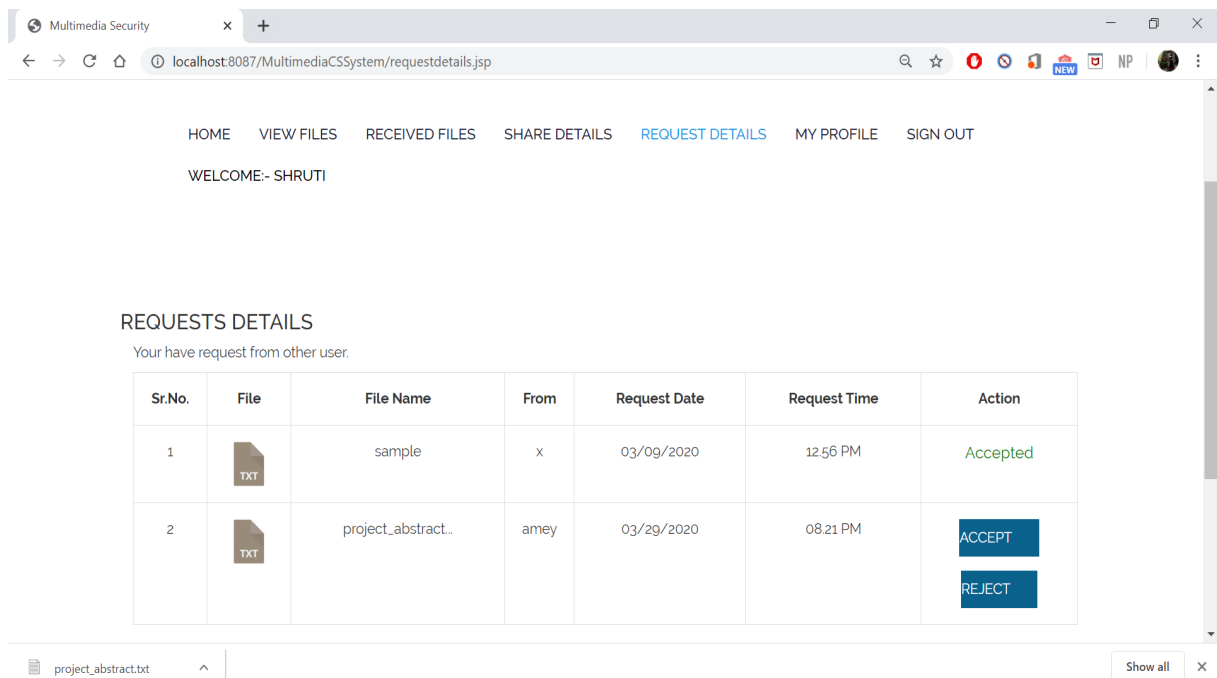 Multimedia Security
localhost:8087/MultimediaCSSystem/requestdetails.jsp
NEW
NP
HOME VIEW FILES RECEIVED FILES SHARE DETAILS REQUEST DETAILS MY PROFILE SIGN OUT
WELCOME:- SHRUTI
REQUESTS DETAILS
Your have request from other user.
Sr.No. File File Name From Request Date Request Time Action
1 TXT sample x 03/09/2020 12.56 PM Accepted
2 TXT project_abstract... amey 03/29/2020 08.21 PM ACCEPT
REJECT
project_abstract.txt Show all